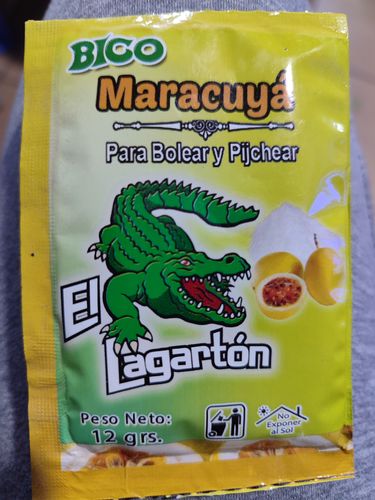 BICO
Maracuyá
Para Bolear y Pijchear
El
Lagartón
Peso Neto:
12 grs.
No
Exponer
al Sol